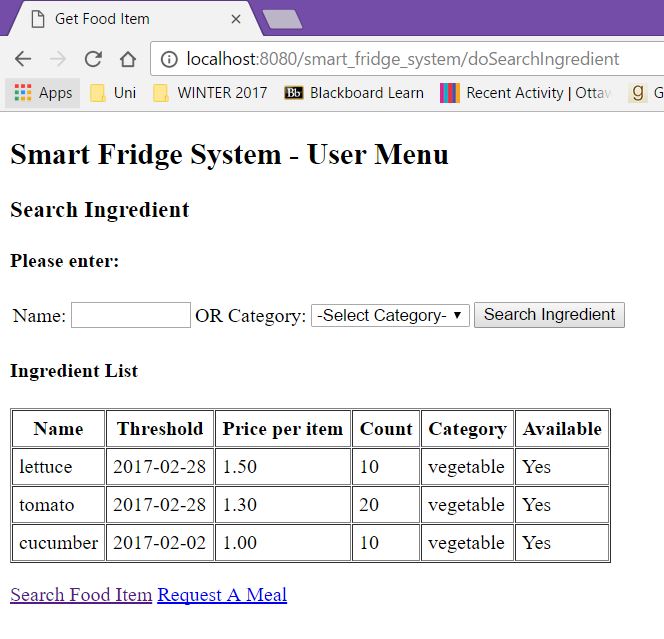 Get Food Item
localhost:8080/smart_fridge_system/doSearchIngredient
Apps Uni WINTER 2017 Bb Blackboard Learn Recent Activity | Ottav g G
Smart Fridge System - User Menu
Search Ingredient
Please enter:
Name: OR Category: -Select Category- Search Ingredient
Ingredient List
Name Threshold Price per item Count Category Available
lettuce 2017-02-28 1.50 10 vegetable Yes
tomato 2017-02-28 1.30 20 vegetable Yes
cucumber 2017-02-02 1.00 10 vegetable Yes
Search Food Item Request A Meal